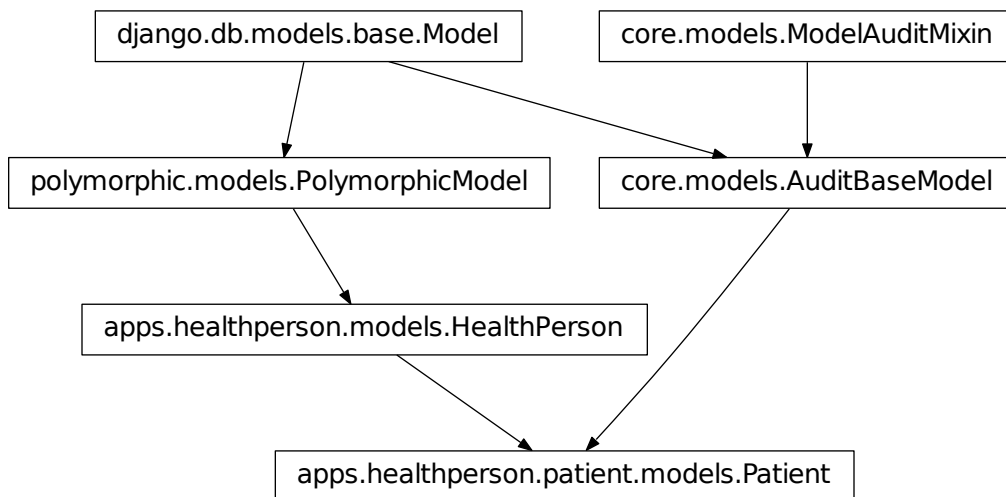 django.db.models.base.Model
core.models.ModelAuditMixin
polymorphic.models.PolymorphicModel
core.models.AuditBaseModel
apps.healthperson.models.HealthPerson
apps.healthperson.patient.models.Patient